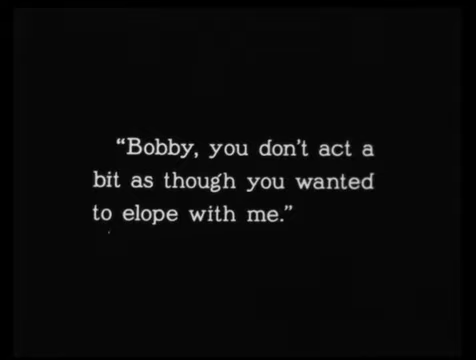 “Bobby, you don’t act a
bit as though you wanted
to elope with me.”